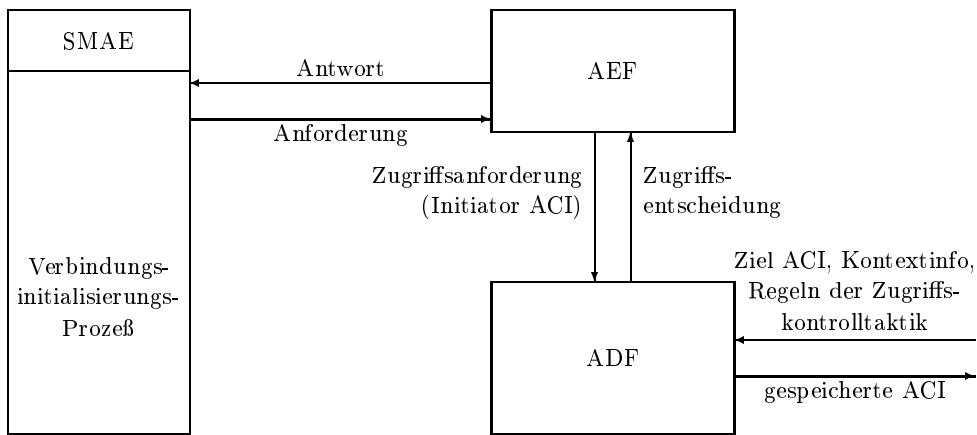 SMAE
Antwort
AEF
Anforderung
Zugriffsanforderung
(Initiator ACI)
Zugriffs-
entscheidung
Verbindungs-
initialisierungs-
Prozeß
Ziel ACI, Kontextinfo,
Regeln der Zugriffs-
kontrolltaktik
ADF
gespeicherte ACI